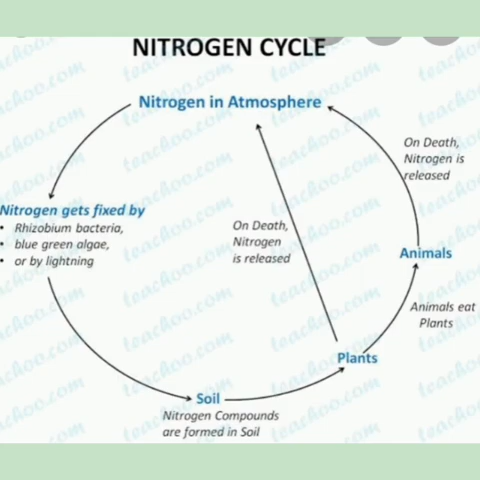 NITROGEN CYCLE
Nitrogen in Atmosphere
On Death,
Nitrogen is
released
Nitrogen gets fixed by
• Rhizobium bacteria,
• blue green algae,
• or by lightning
On Death,
Nitrogen
is released
Animals
Animals eat
Plants
Plants
Soil
Nitrogen Compounds
are formed in Soil
teachoo.com